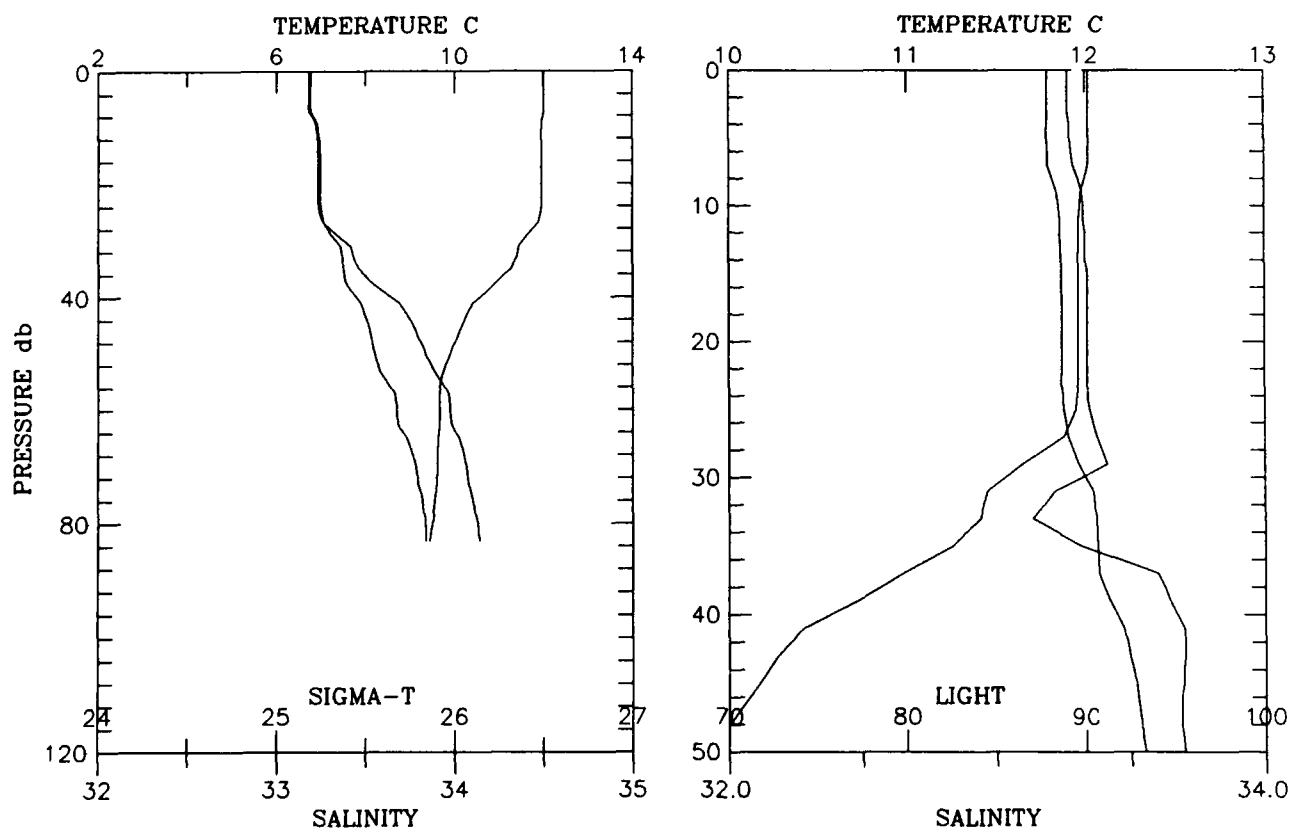 TEMPERATURE C
2 6 10 14
0
40
80
120
PRESSURE db
SIGMA-T
24 25 26 27
32 33 34 35
SALINITY
TEMPERATURE C
10 11 12 13
0
10
20
30
40
50
LIGHT
70 80 90 100
32.0 34.0
SALINITY